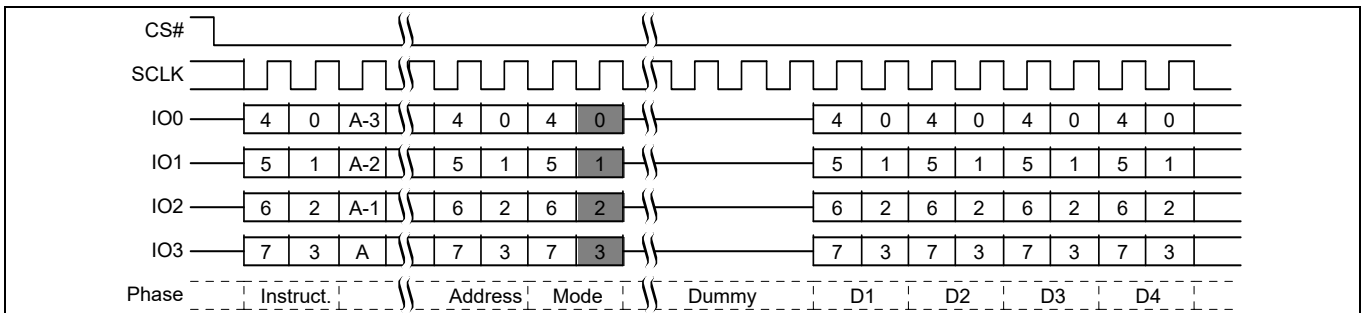 CS#
SCLK
IO0 4 0 A-3 4 0 4 0 4 0 4 0 4 0 4 0
IO1 5 1 A-2 5 1 5 1 5 1 5 1 5 1 5 1
IO2 6 2 A-1 6 2 6 2 6 2 6 2 6 2 6 2
IO3 7 3 A 7 3 7 3 7 3 7 3 7 3 7 3
Phase Instruct. Address Mode Dummy D1 D2 D3 D4